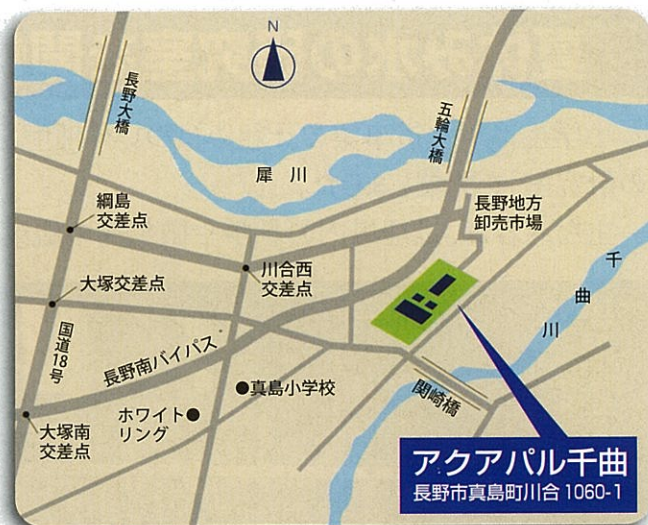 N
長野大橋
五輪大橋
犀川
綱島
交差点
長野地方
卸売市場
川合西
交差点
大塚交差点
千曲川
国道18号
長野南バイパス
真島小学校
関崎橋
ホワイト
リング
大塚南
交差点
アクアパル千曲
長野市真島町川合 1060-1